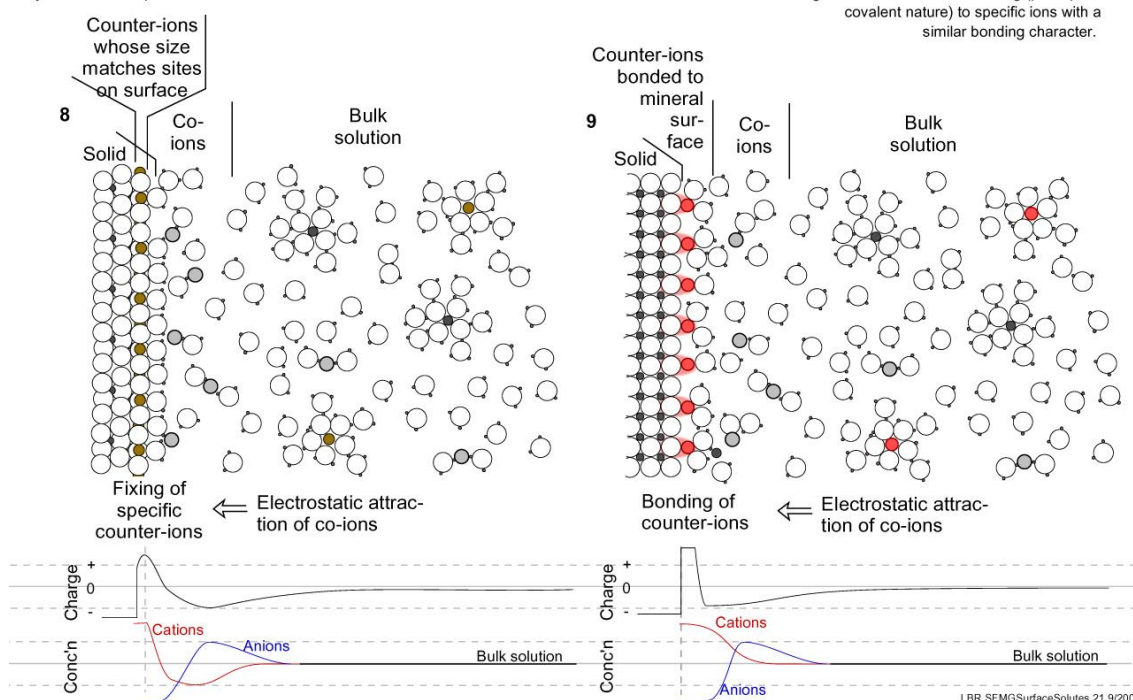 covalent nature) to specific ions with a
similar bonding character.
Counter-ions
whose size
matches sites
on surface
8
Co-
ions
Bulk
solution
Solid
Fixing of
specific
counter-ions
Electrostatic attrac-
tion of co-ions
Charge
+
0
-
Conc'n
Cations
Anions
Bulk solution
Counter-ions
bonded to
mineral
sur-
face
9
Co-
ions
Bulk
solution
Solid
Bonding of
counter-ions
Electrostatic attrac-
tion of co-ions
Charge
+
0
-
Conc'n
Cations
Anions
Bulk solution
LBR SEMGSurfaceSolutes